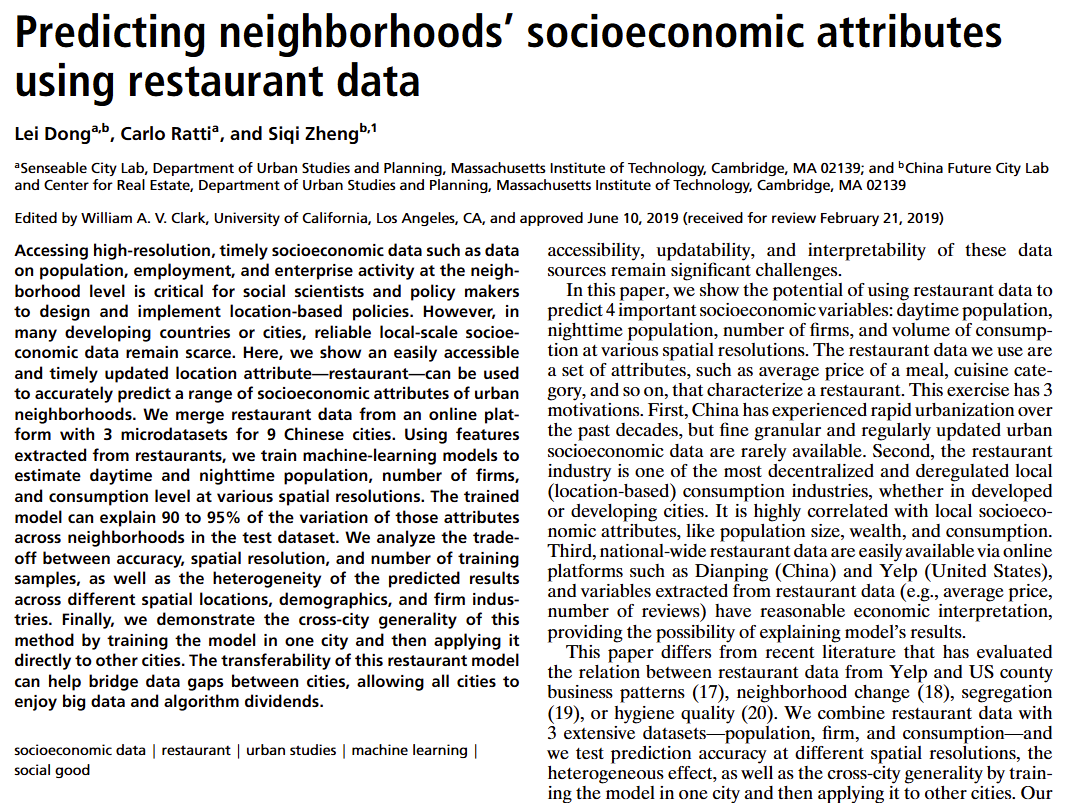 Predicting neighborhoods’ socioeconomic attributes
using restaurant data
Lei Donga,b, Carlo Rattia, and Siqi Zhengb,1
aSenseable City Lab, Department of Urban Studies and Planning, Massachusetts Institute of Technology, Cambridge, MA 02139; and bChina Future City Lab
and Center for Real Estate, Department of Urban Studies and Planning, Massachusetts Institute of Technology, Cambridge, MA 02139
Edited by William A. V. Clark, University of California, Los Angeles, CA, and approved June 10, 2019 (received for review February 21, 2019)
Accessing high-resolution, timely socioeconomic data such as data
on population, employment, and enterprise activity at the neigh-
borhood level is critical for social scientists and policy makers
to design and implement location-based policies. However, in
many developing countries or cities, reliable local-scale socioe-
conomic data remain scarce. Here, we show an easily accessible
and timely updated location attribute—restaurant—can be used
to accurately predict a range of socioeconomic attributes of urban
neighborhoods. We merge restaurant data from an online plat-
form with 3 microdatasets for 9 Chinese cities. Using features
extracted from restaurants, we train machine-learning models to
estimate daytime and nighttime population, number of firms,
and consumption level at various spatial resolutions. The trained
model can explain 90 to 95% of the variation of those attributes
across neighborhoods in the test dataset. We analyze the trade-
off between accuracy, spatial resolution, and number of training
samples, as well as the heterogeneity of the predicted results
across different spatial locations, demographics, and firm indus-
tries. Finally, we demonstrate the cross-city generality of this
method by training the model in one city and then applying it
directly to other cities. The transferability of this restaurant model
can help bridge data gaps between cities, allowing all cities to
enjoy big data and algorithm dividends.
socioeconomic data | restaurant | urban studies | machine learning |
social good
accessibility, updatability, and interpretability of these data
sources remain significant challenges.
In this paper, we show the potential of using restaurant data to
predict 4 important socioeconomic variables: daytime population,
nighttime population, number of firms, and volume of consump-
tion at various spatial resolutions. The restaurant data we use are
a set of attributes, such as average price of a meal, cuisine cate-
gory, and so on, that characterize a restaurant. This exercise has 3
motivations. First, China has experienced rapid urbanization over
the past decades, but fine granular and regularly updated urban
socioeconomic data are rarely available. Second, the restaurant
industry is one of the most decentralized and deregulated local
(location-based) consumption industries, whether in developed
or developing cities. It is highly correlated with local socioeco-
nomic attributes, like population size, wealth, and consumption.
Third, national-wide restaurant data are easily available via online
platforms such as Dianping (China) and Yelp (United States),
and variables extracted from restaurant data (e.g., average price,
number of reviews) have reasonable economic interpretation,
providing the possibility of explaining model’s results.
This paper differs from recent literature that has evaluated
the relation between restaurant data from Yelp and US county
business patterns (17), neighborhood change (18), segregation
(19), or hygiene quality (20). We combine restaurant data with
3 extensive datasets—population, firm, and consumption—and
we test prediction accuracy at different spatial resolutions, the
heterogeneous effect, as well as the cross-city generality by train-
ing the model in one city and then applying it to other cities. Our